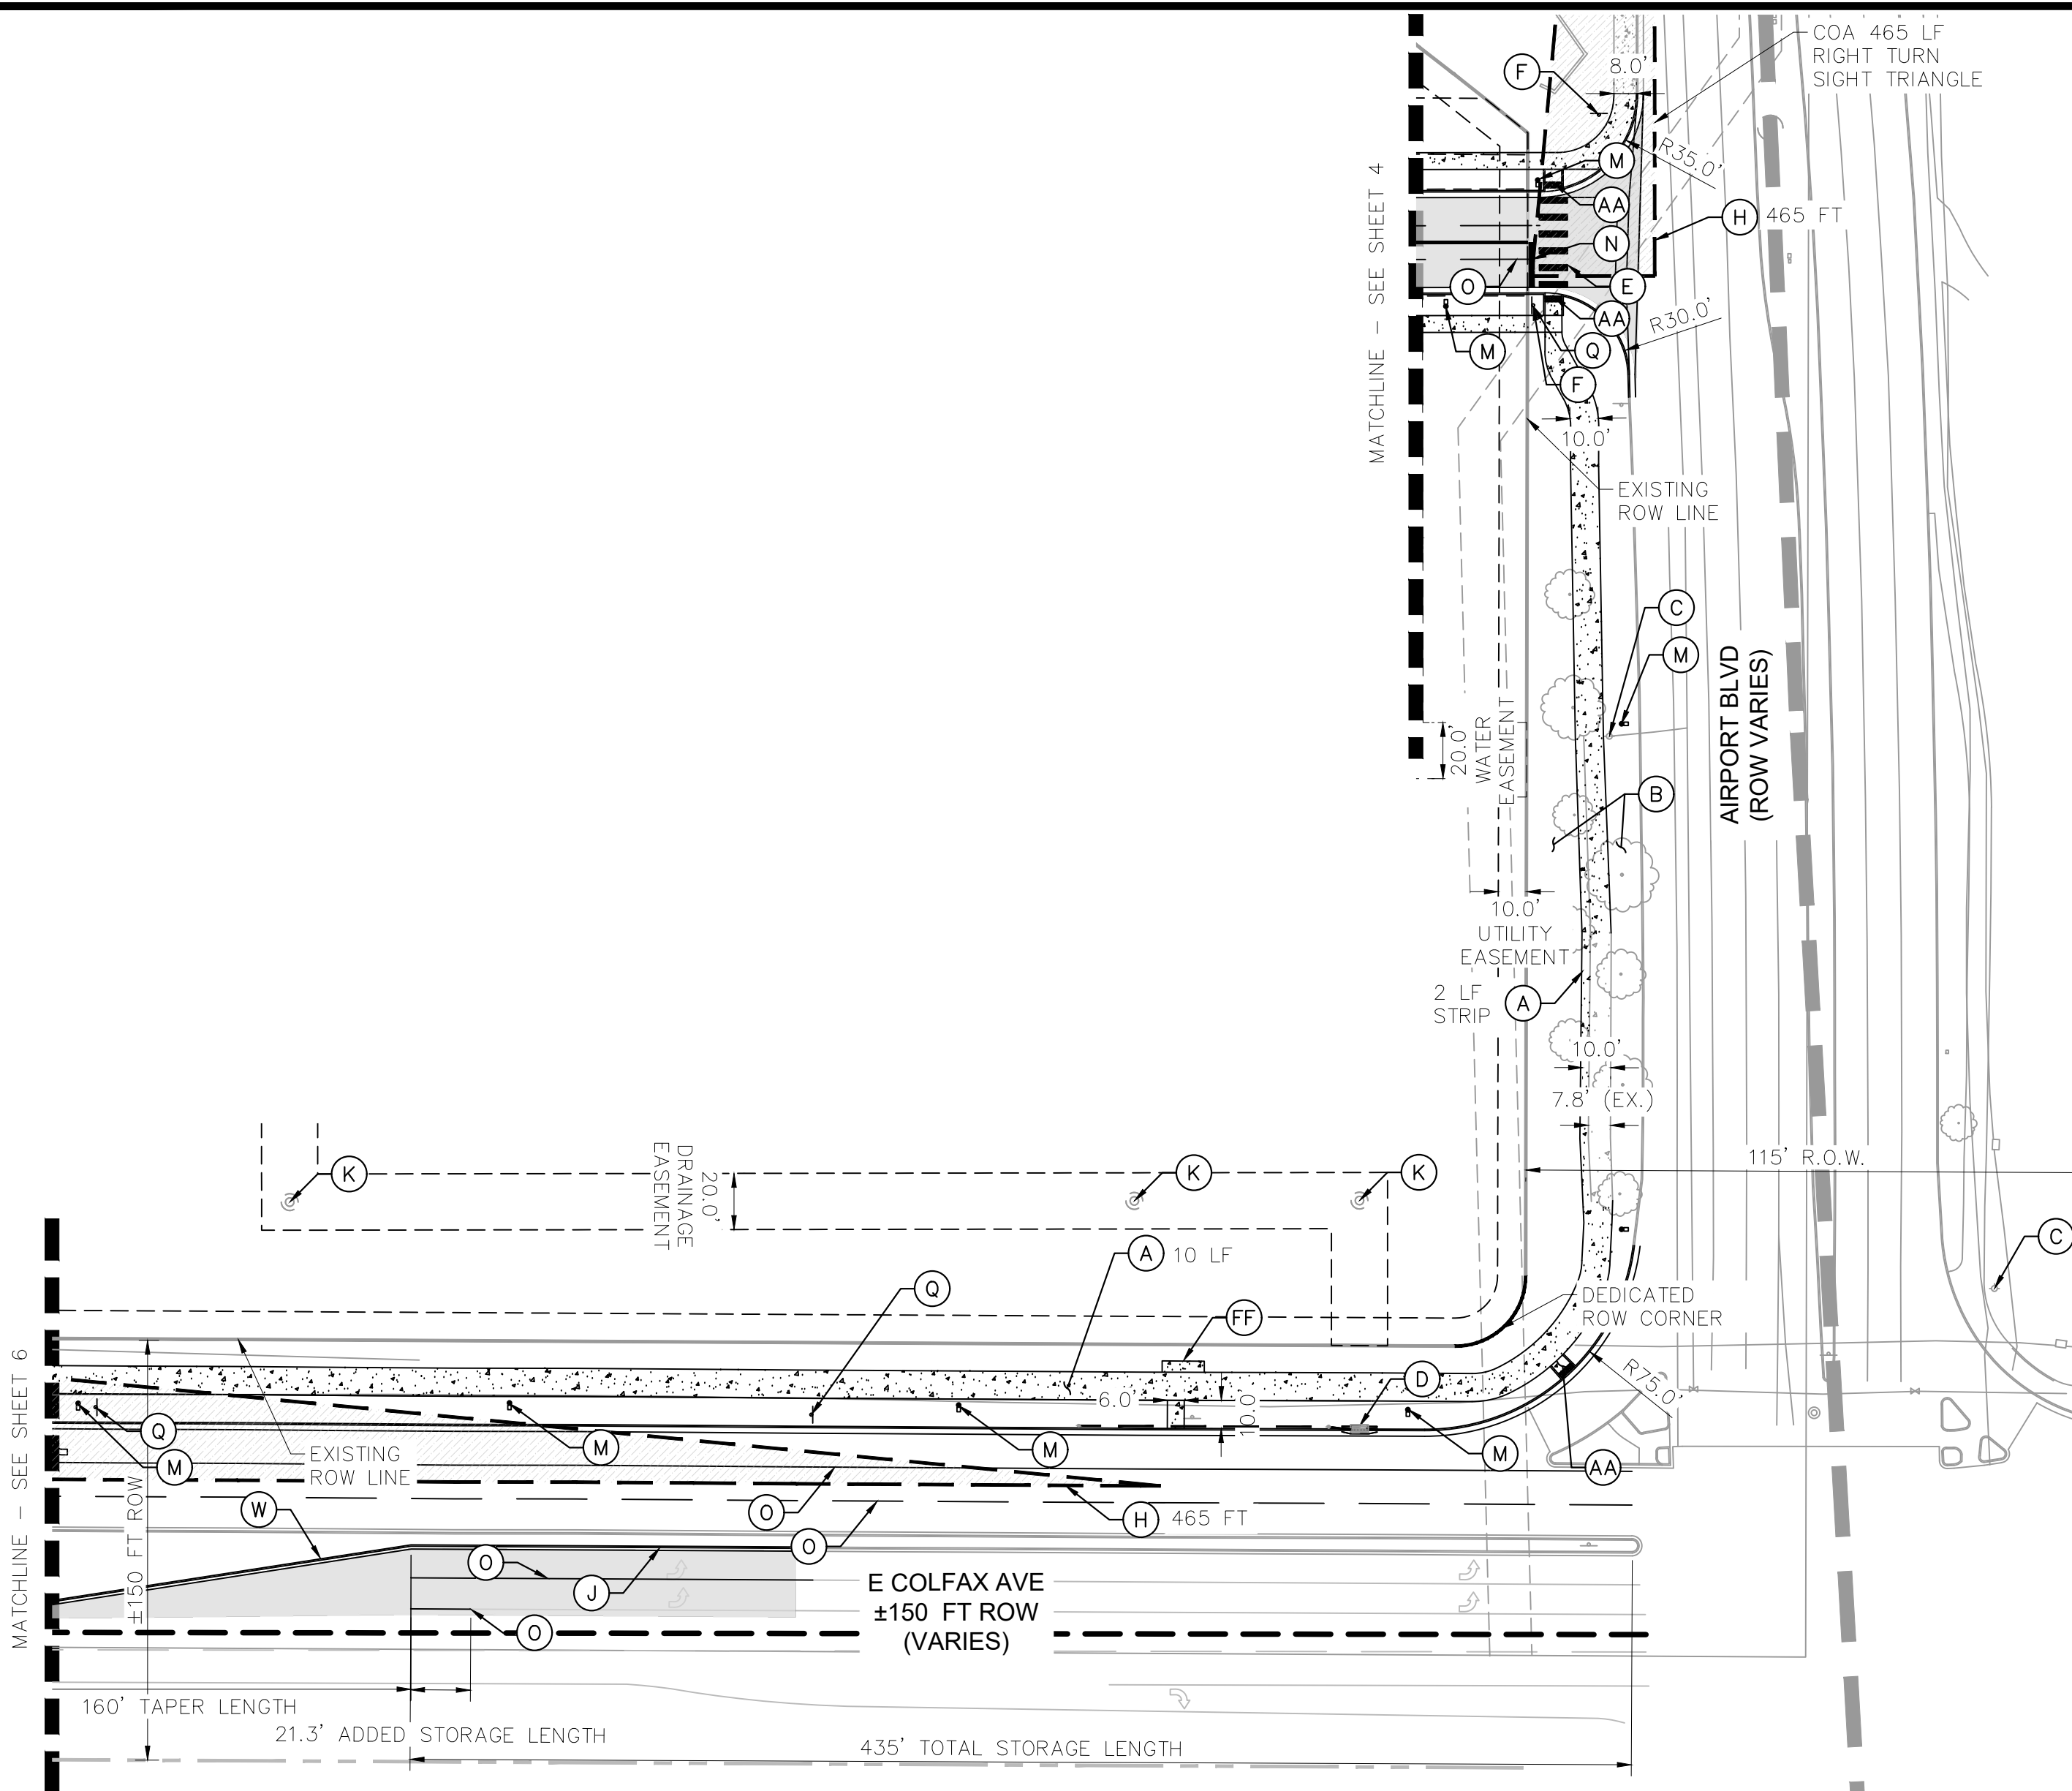 COA 465 LF
RIGHT TURN
SIGHT TRIANGLE
F
8.0'
R35.0'
M
AA
H 465 FT
N
O
E
AA
R30.0'
M
Q
F
MATCHLINE - SEE SHEET 4
10.0'
EXISTING
ROW LINE
C
M
AIRPORT BLVD
(ROW VARIES)
20.0'
WATER
EASEMENT
B
10.0'
UTILITY
EASEMENT
2 LF
STRIP
A
10.0'
7.8' (EX.)
115' R.O.W.
K
20.0'
DRAINAGE
EASEMENT
K
K
C
A 10 LF
Q
FF
DEDICATED
ROW CORNER
R75.0'
D
6.0'
10.0'
MATCHLINE - SEE SHEET 6
Q
M
EXISTING
ROW LINE
M
M
M
AA
W
±150 FT ROW
O
H 465 FT
O
O
J
O
E COLFAX AVE
±150 FT ROW
(VARIES)
160' TAPER LENGTH
21.3' ADDED STORAGE LENGTH
435' TOTAL STORAGE LENGTH